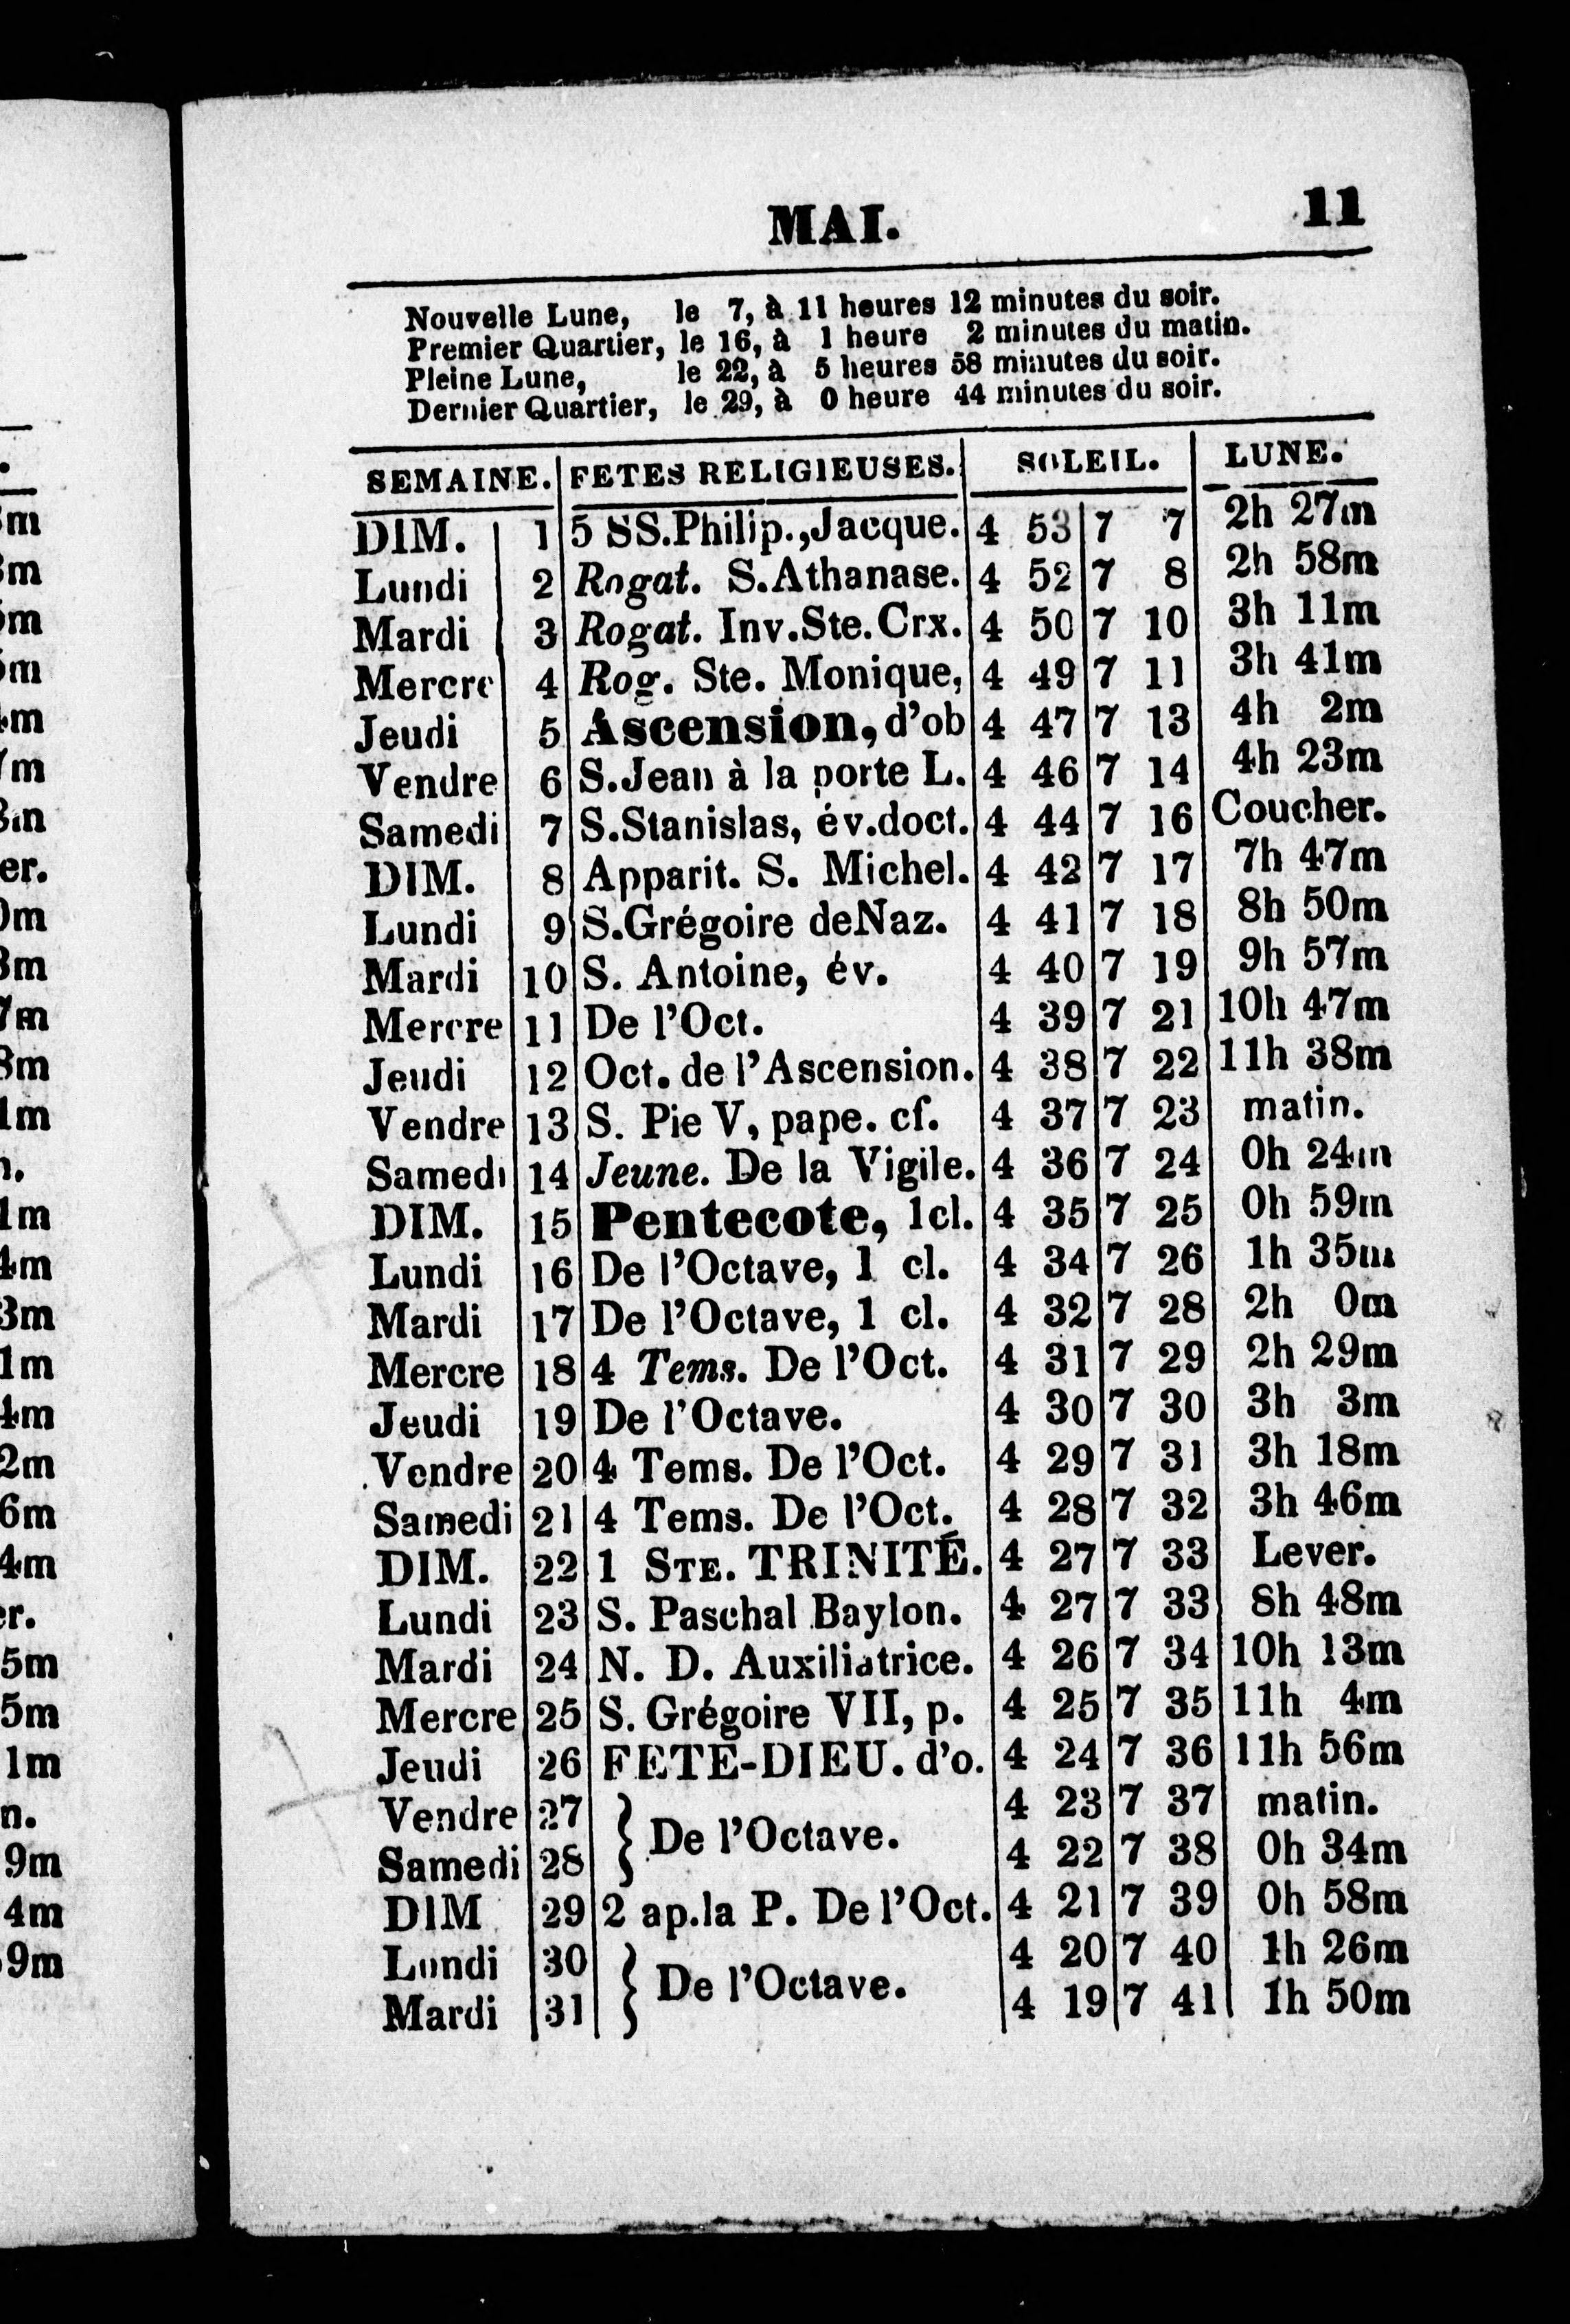 MAI. 11
Nouvelle Lune, le 7, à 11 heures 12 minutes du soir.
Premier Quartier, le 16, à 1 heure 2 minutes du matin.
Pleine Lune, le 22, à 5 heures 58 minutes du soir.
Dernier Quartier, le 29, à 0 heure 44 minutes du soir.
SEMAINE. FETES RELIGIEUSES. SOLEIL. LUNE.
DIM. 1 5 SS.Philip.,Jacque. 4 53 7 7 2h 27m
Lundi 2 Rogat. S.Athanase. 4 52 7 8 2h 58m
Mardi 3 Rogat. Inv.Ste.Crx. 4 50 7 10 3h 11m
Mercre 4 Rog. Ste. Monique, 4 49 7 11 3h 41m
Jeudi 5 Ascension, d'ob 4 47 7 13 4h 2m
Vendre 6 S.Jean à la porte L. 4 46 7 14 4h 23m
Samedi 7 S.Stanislas, év.doct. 4 44 7 16 Coucher.
DIM. 8 Apparit. S. Michel. 4 42 7 17 7h 47m
Lundi 9 S.Grégoire deNaz. 4 41 7 18 8h 50m
Mardi 10 S. Antoine, év. 4 40 7 19 9h 57m
Mercre 11 De l'Oct. 4 39 7 21 10h 47m
Jeudi 12 Oct. de l'Ascension. 4 38 7 22 11h 38m
Vendre 13 S. Pie V, pape. cf. 4 37 7 23 matin.
Samedi 14 Jeune. De la Vigile. 4 36 7 24 0h 24m
DIM. 15 Pentecote, 1cl. 4 35 7 25 0h 59m
Lundi 16 De l'Octave, 1 cl. 4 34 7 26 1h 35m
Mardi 17 De l'Octave, 1 cl. 4 32 7 28 2h 0m
Mercre 18 4 Tems. De l'Oct. 4 31 7 29 2h 29m
Jeudi 19 De l'Octave. 4 30 7 30 3h 3m
Vendre 20 4 Tems. De l'Oct. 4 29 7 31 3h 18m
Samedi 21 4 Tems. De l'Oct. 4 28 7 32 3h 46m
DIM. 22 1 STE. TRINITÉ. 4 27 7 33 Lever.
Lundi 23 S. Paschal Baylon. 4 27 7 33 8h 48m
Mardi 24 N. D. Auxiliatrice. 4 26 7 34 10h 13m
Mercre 25 S. Grégoire VII, p. 4 25 7 35 11h 4m
Jeudi 26 FETE-DIEU. d'o. 4 24 7 36 11h 56m
Vendre 27 } De l'Octave. 4 23 7 37 matin.
Samedi 28 4 22 7 38 0h 34m
DIM 29 2 ap.la P. De l'Oct. 4 21 7 39 0h 58m
Lundi 30 } De l'Octave. 4 20 7 40 1h 26m
Mardi 31 4 19 7 41 1h 50m